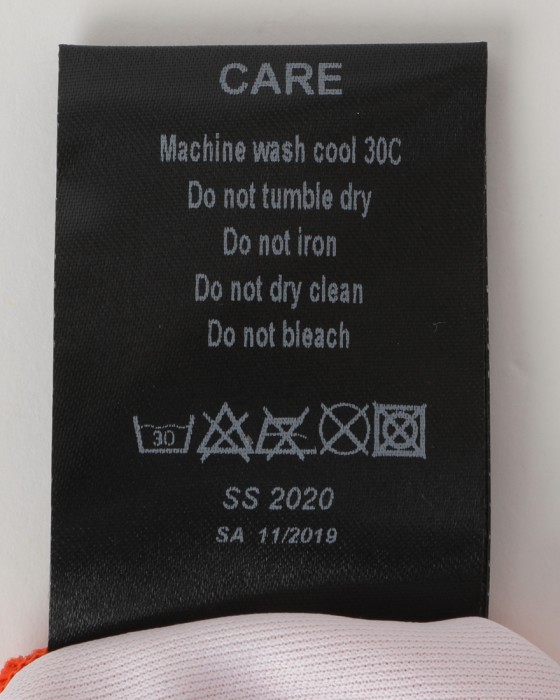 CARE
Machine wash cool 30C
Do not tumble dry
Do not iron
Do not dry clean
Do not bleach
30
SS 2020
SA 11/2019